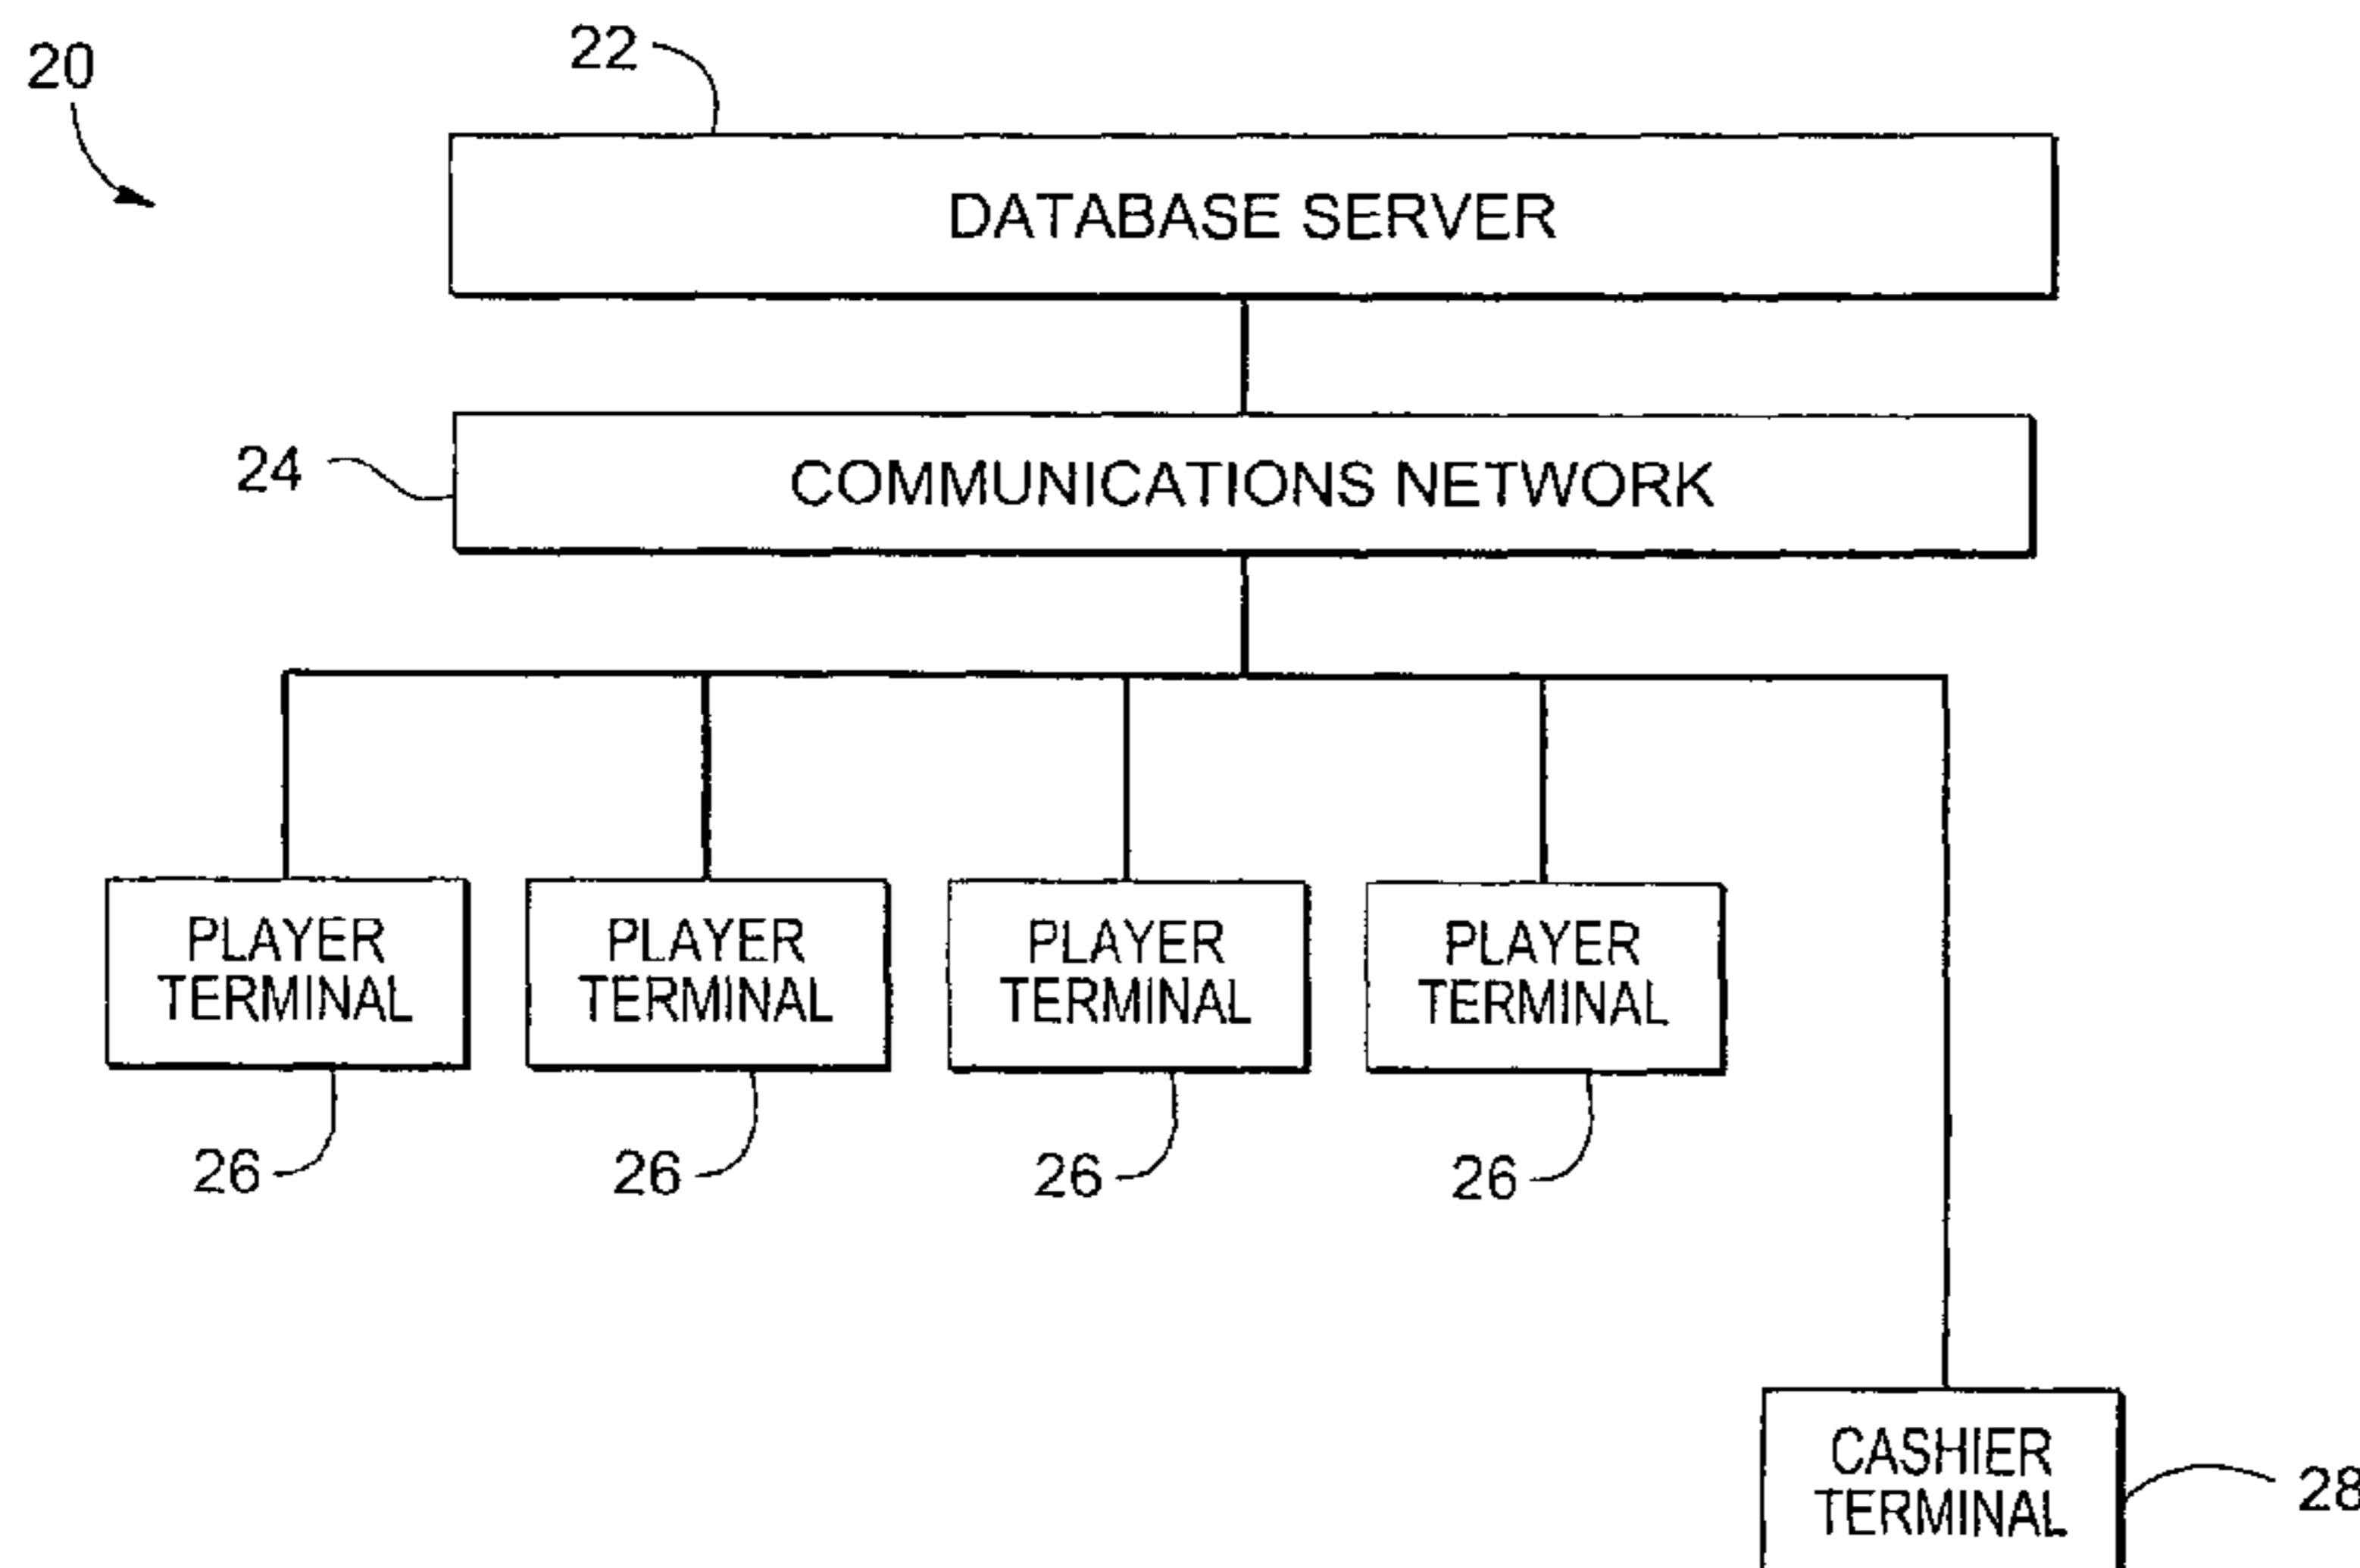 20
22
DATABASE SERVER
24
COMMUNICATIONS NETWORK
PLAYER
TERMINAL
PLAYER
TERMINAL
PLAYER
TERMINAL
PLAYER
TERMINAL
26
26
26
26
CASHIER
TERMINAL
28